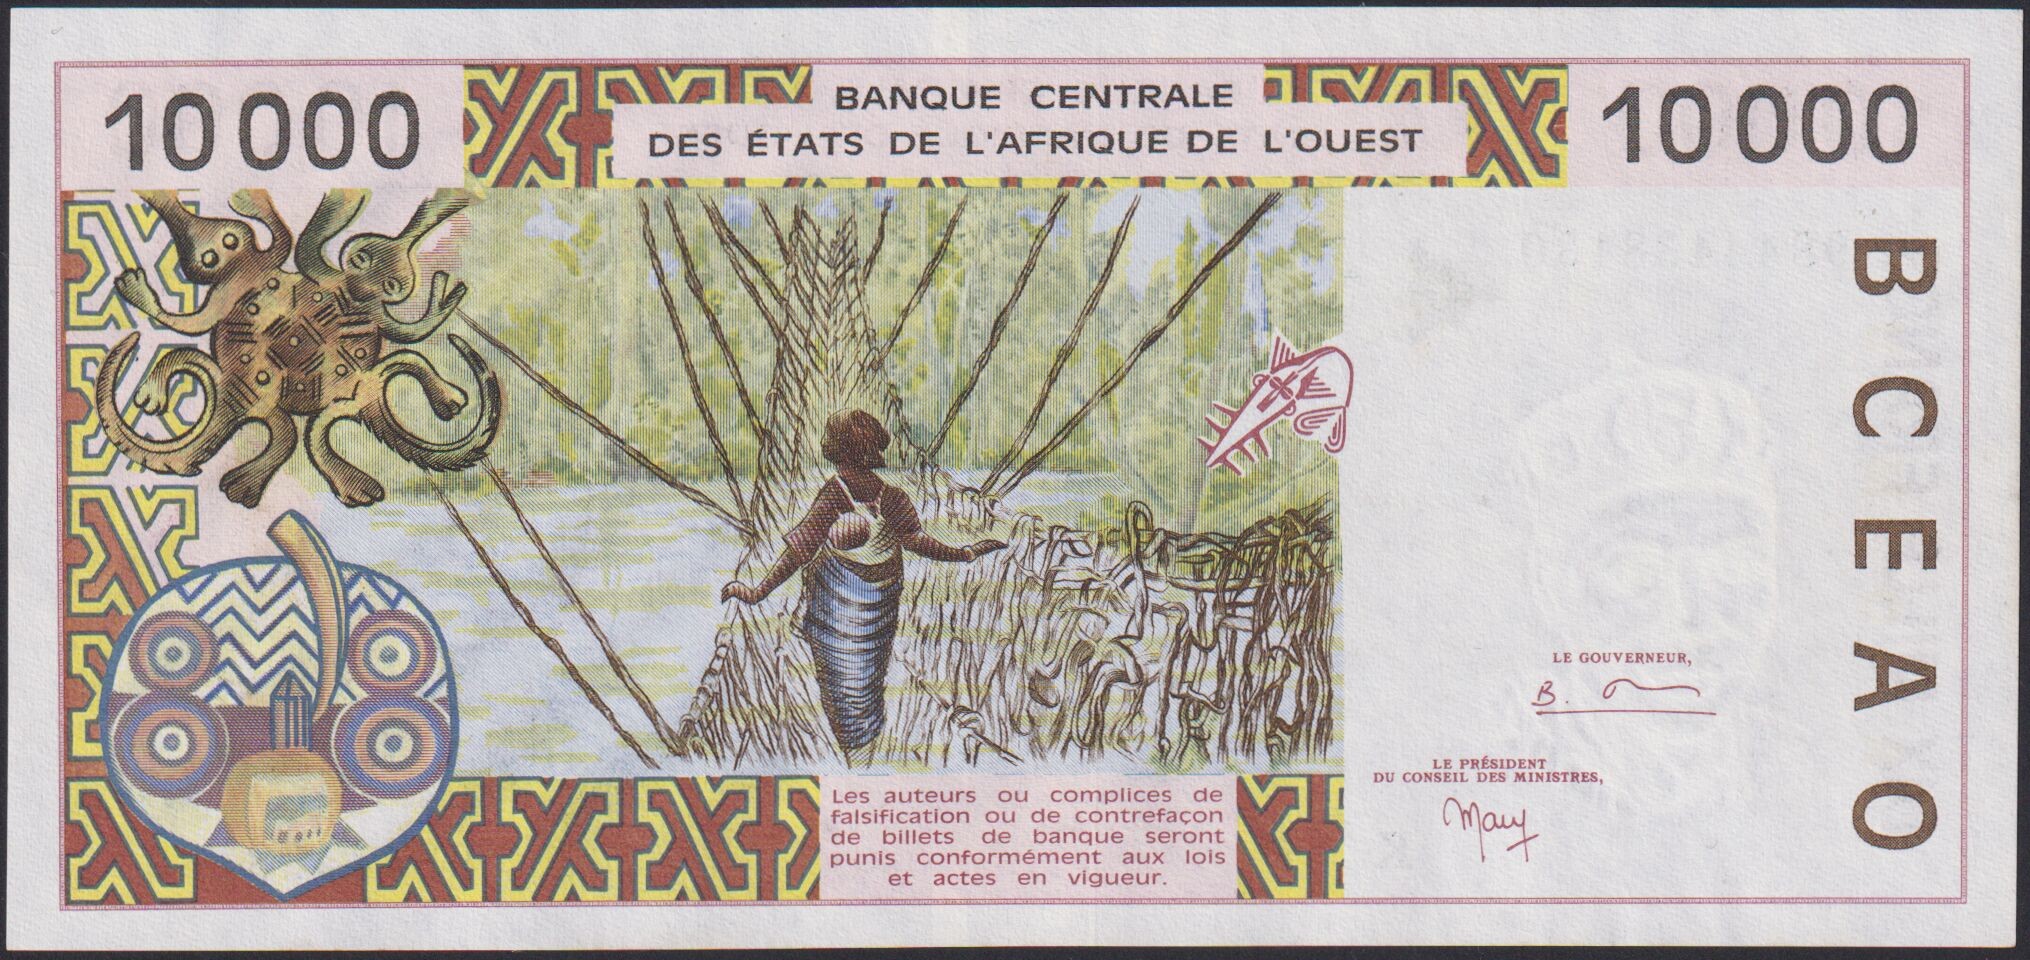 10 000
BANQUE CENTRALE
DES ÉTATS DE L'AFRIQUE DE L'OUEST
10 000
BCEAO
LE GOUVERNEUR,
LE PRÉSIDENT
DU CONSEIL DES MINISTRES,
Les auteurs ou complices de
falsification ou de contrefaçon
de billets de banque seront
punis conformément aux lois
et actes en vigueur.